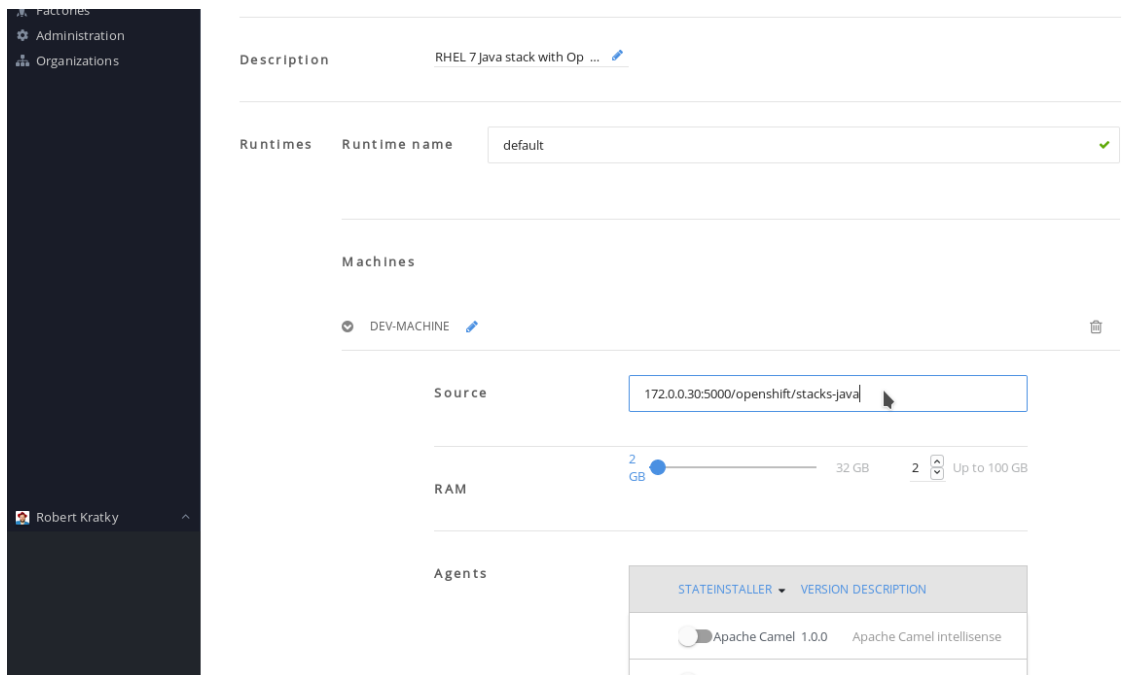 Factories
Administration
Organizations
Robert Kratky
Description RHEL 7 Java stack with Op ...
Runtimes Runtime name default
Machines
DEV-MACHINE
Source 172.0.0.30:5000/openshift/stacks-java
RAM 2 GB 32 GB 2 Up to 100 GB
Agents
STATE INSTALLER VERSION DESCRIPTION
Apache Camel 1.0.0 Apache Camel intellisense